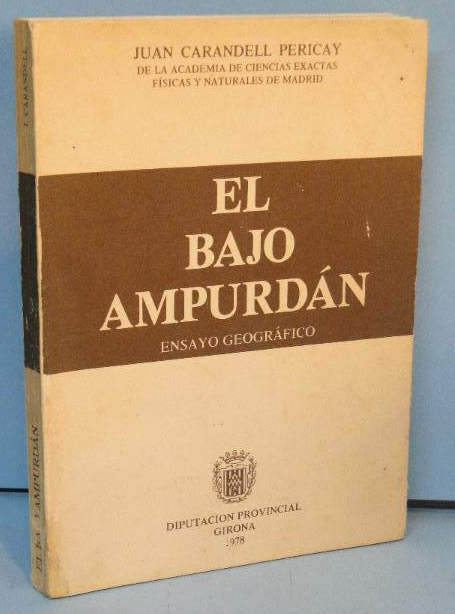 JUAN CARANDELL PERICAY
DE LA ACADEMIA DE CIENCIAS EXACTAS
FÍSICAS Y NATURALES DE MADRID
EL
BAJO
AMPURDÁN
ENSAYO GEOGRÁFICO
DIPUTACION PROVINCIAL
GIRONA
1978
J. CARANDELL
EL AMPURDÁN